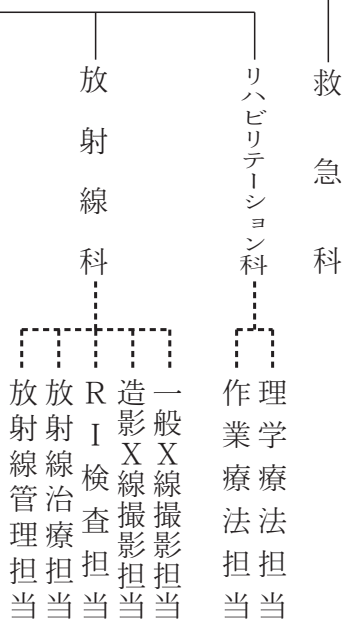 救急科
リハビリテーション科
理学療法担当
作業療法担当
放射線科
一般X線撮影担当
造影X線撮影担当
RI検査担当
放射線治療担当
放射線管理担当